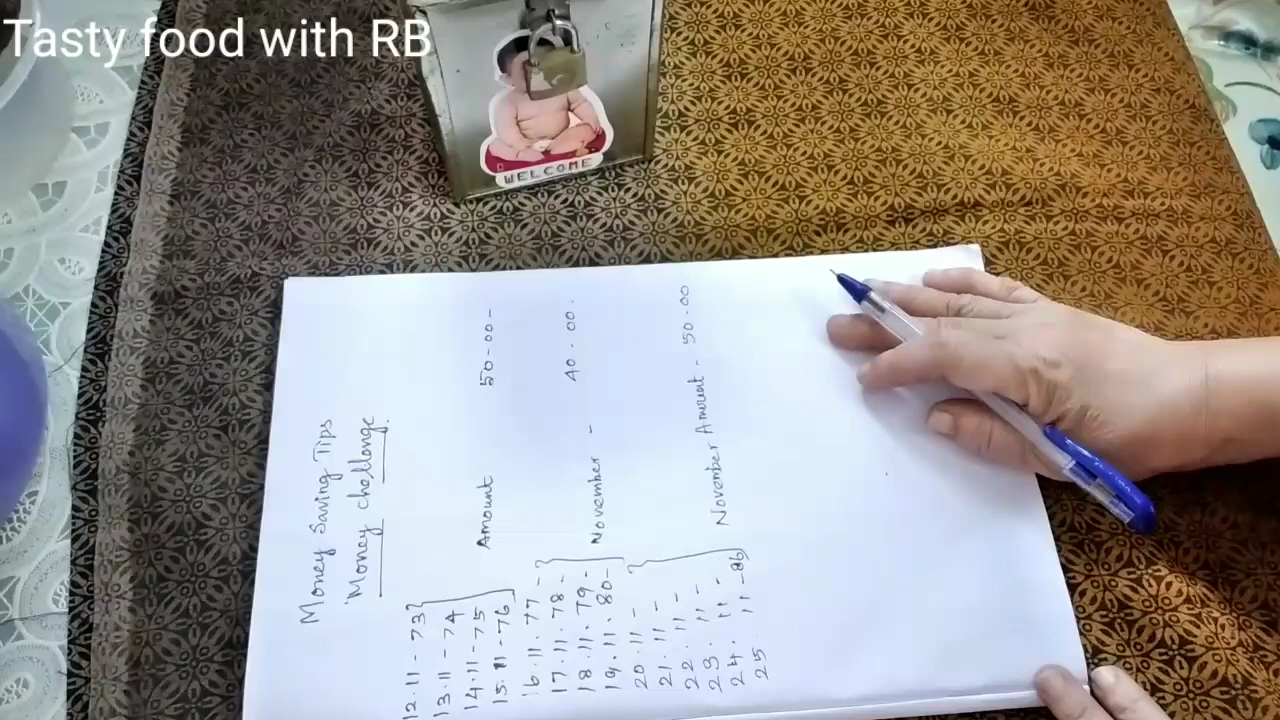 Tasty food with RB
WELCOME
Money Saving Tips
"Money challange
12.11 - 73
13.11 - 74
14.11 - 75
15.11 - 76
Amount 50-00-
16.11.77 -
17.11.78 -
18.11.79 -
19.11.80 -
November - 40.00.
20.11 -
21.11 -
22.11 -
23.11 -
24.11 -
25.11 - 86
November Amount - 50.00